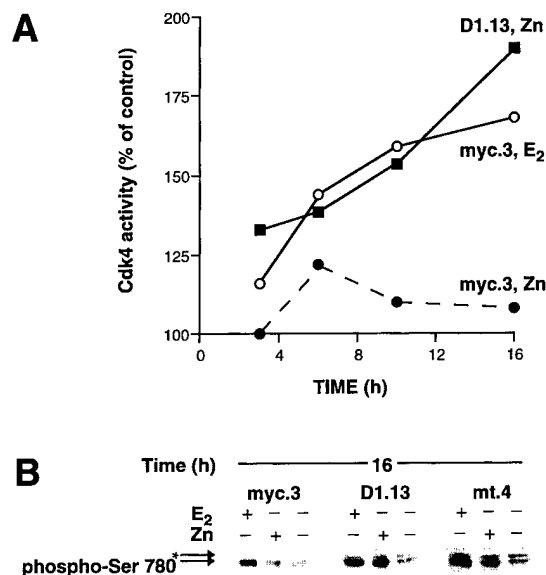 A
Cdk4 activity (% of control)
200
175
150
125
100
D1.13, Zn
myc.3, E2
myc.3, Zn
0 4 8 12 16
TIME (h)
B
Time (h) 16
myc.3 D1.13 mt.4
E2 + − − + − − + − −
Zn − + − − + − − + −
*
phospho-Ser 780